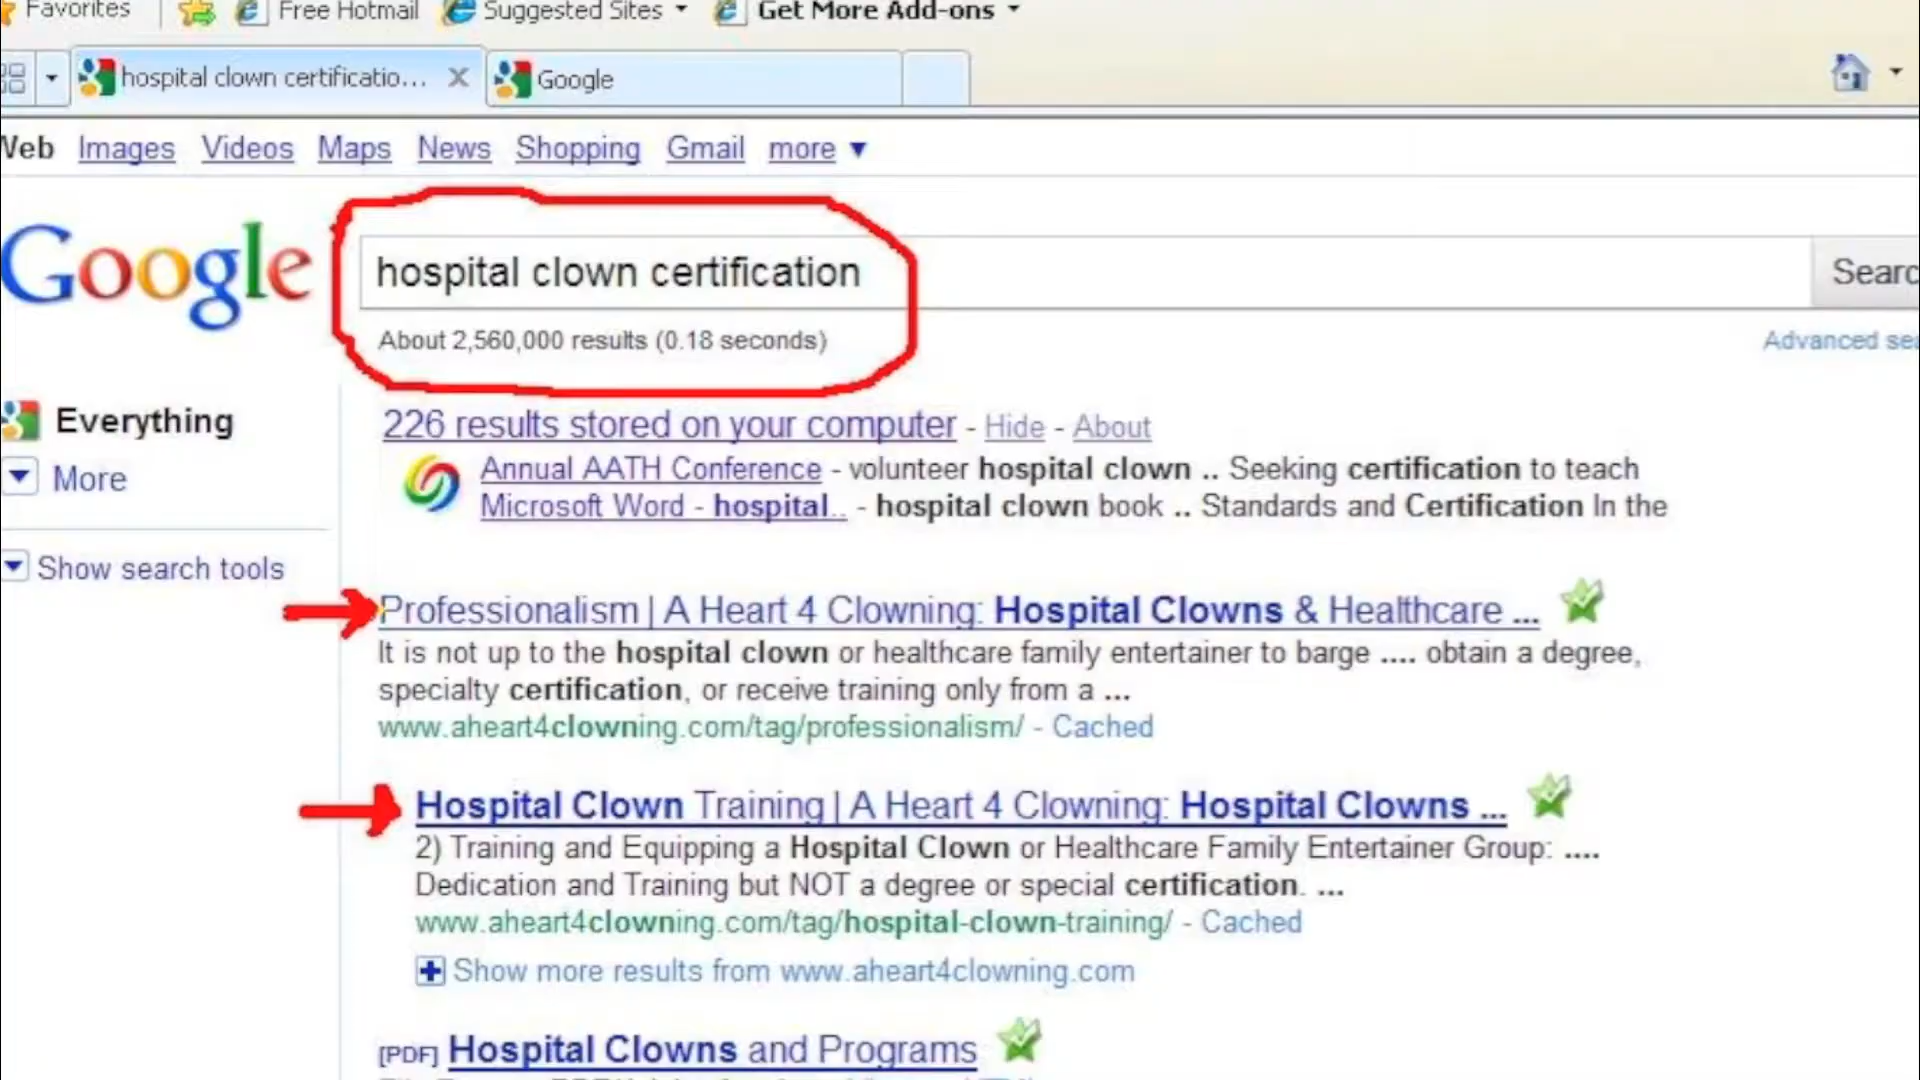 Favorites Free Hotmail Suggested Sites Get More Add-ons
hospital clown certificatio... Google
Web Images Videos Maps News Shopping Gmail more
Google hospital clown certification Searc
About 2,560,000 results (0.18 seconds) Advanced sea
Everything
More
Show search tools
226 results stored on your computer - Hide - About
Annual AATH Conference - volunteer hospital clown .. Seeking certification to teach
Microsoft Word - hospital.. - hospital clown book .. Standards and Certification In the
Professionalism | A Heart 4 Clowning: Hospital Clowns & Healthcare ...
It is not up to the hospital clown or healthcare family entertainer to barge .... obtain a degree,
specialty certification, or receive training only from a ...
www.aheart4clowning.com/tag/professionalism/ - Cached
Hospital Clown Training | A Heart 4 Clowning: Hospital Clowns ...
2) Training and Equipping a Hospital Clown or Healthcare Family Entertainer Group: ....
Dedication and Training but NOT a degree or special certification. ...
www.aheart4clowning.com/tag/hospital-clown-training/ - Cached
Show more results from www.aheart4clowning.com
[PDF] Hospital Clowns and Programs